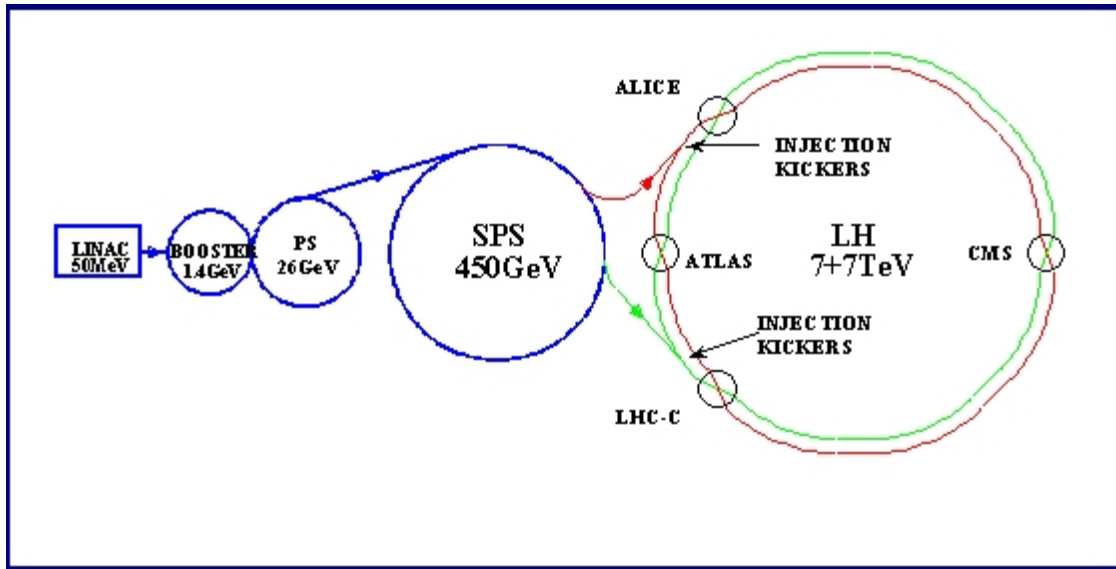 ALICE
INJECTION
KICKERS
LINAC
50MeV
BOOSTER
1.4GeV
PS
26GeV
SPS
450GeV
ATLAS
LH
7+7TeV
CMS
INJECTION
KICKERS
LHC-C